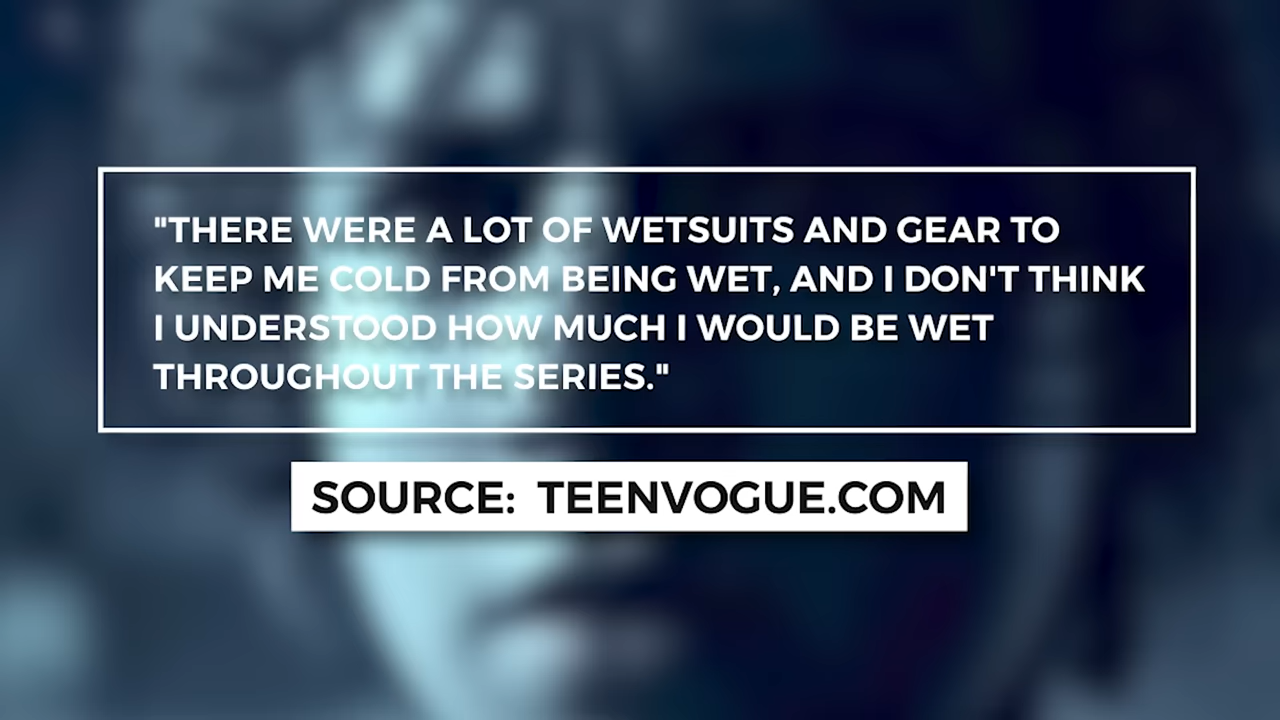 "THERE WERE A LOT OF WETSUITS AND GEAR TO
KEEP ME COLD FROM BEING WET, AND I DON'T THINK
I UNDERSTOOD HOW MUCH I WOULD BE WET
THROUGHOUT THE SERIES."
SOURCE: TEENVOGUE.COM